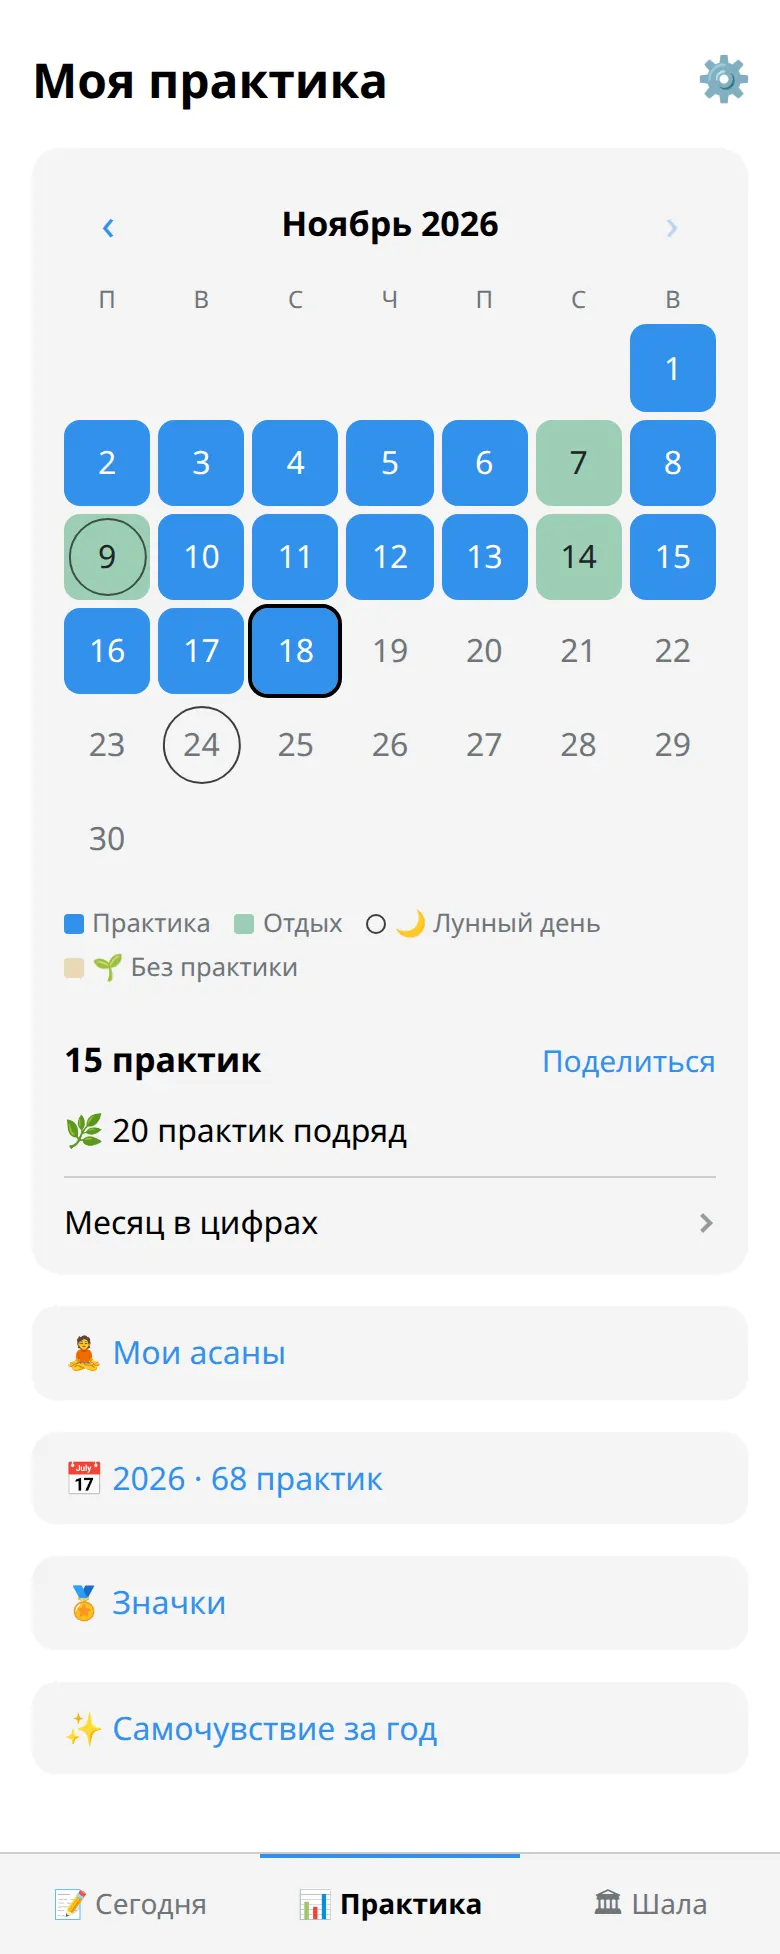 Моя практика ⚙️
‹ Ноябрь 2026 ›
П В С Ч П С В
1
2 3 4 5 6 7 8
9 10 11 12 13 14 15
16 17 18 19 20 21 22
23 24 25 26 27 28 29
30
Практика Отдых 🌙 Лунный день
🌱 Без практики
15 практик Поделиться
🌿 20 практик подряд
Месяц в цифрах ›
🧘 Мои асаны
📅 2026 · 68 практик
🏅 Значки
✨ Самочувствие за год
📝 Сегодня 📊 Практика 🏛 Шала